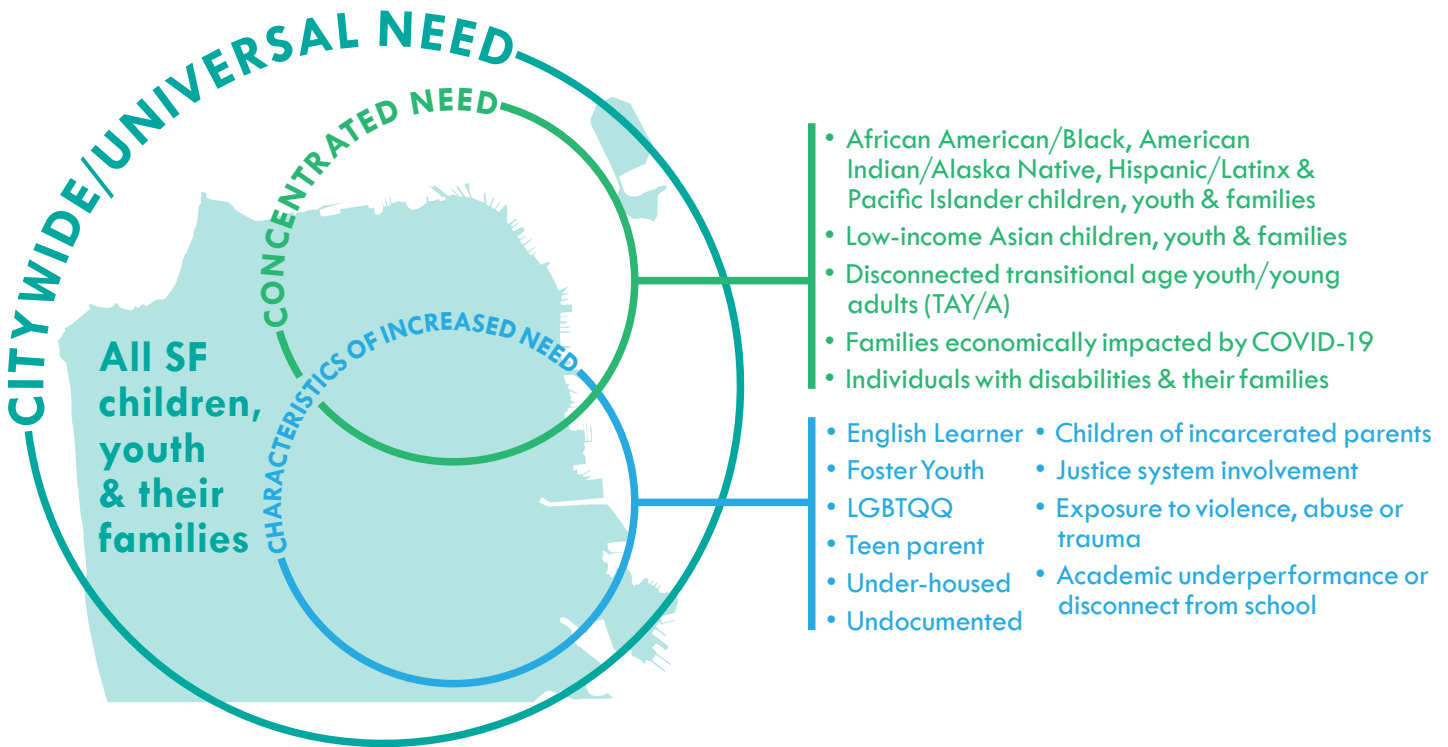 CITYWIDE/UNIVERSAL NEED
CONCENTRATED NEED
CHARACTERISTICS OF INCREASED NEED
All SF
children,
youth
& their
families
• African American/Black, American
Indian/Alaska Native, Hispanic/Latinx &
Pacific Islander children, youth & families
• Low-income Asian children, youth & families
• Disconnected transitional age youth/young
adults (TAY/A)
• Families economically impacted by COVID-19
• Individuals with disabilities & their families
• English Learner
• Foster Youth
• LGBTQQ
• Teen parent
• Under-housed
• Undocumented
• Children of incarcerated parents
• Justice system involvement
• Exposure to violence, abuse or
trauma
• Academic underperformance or
disconnect from school